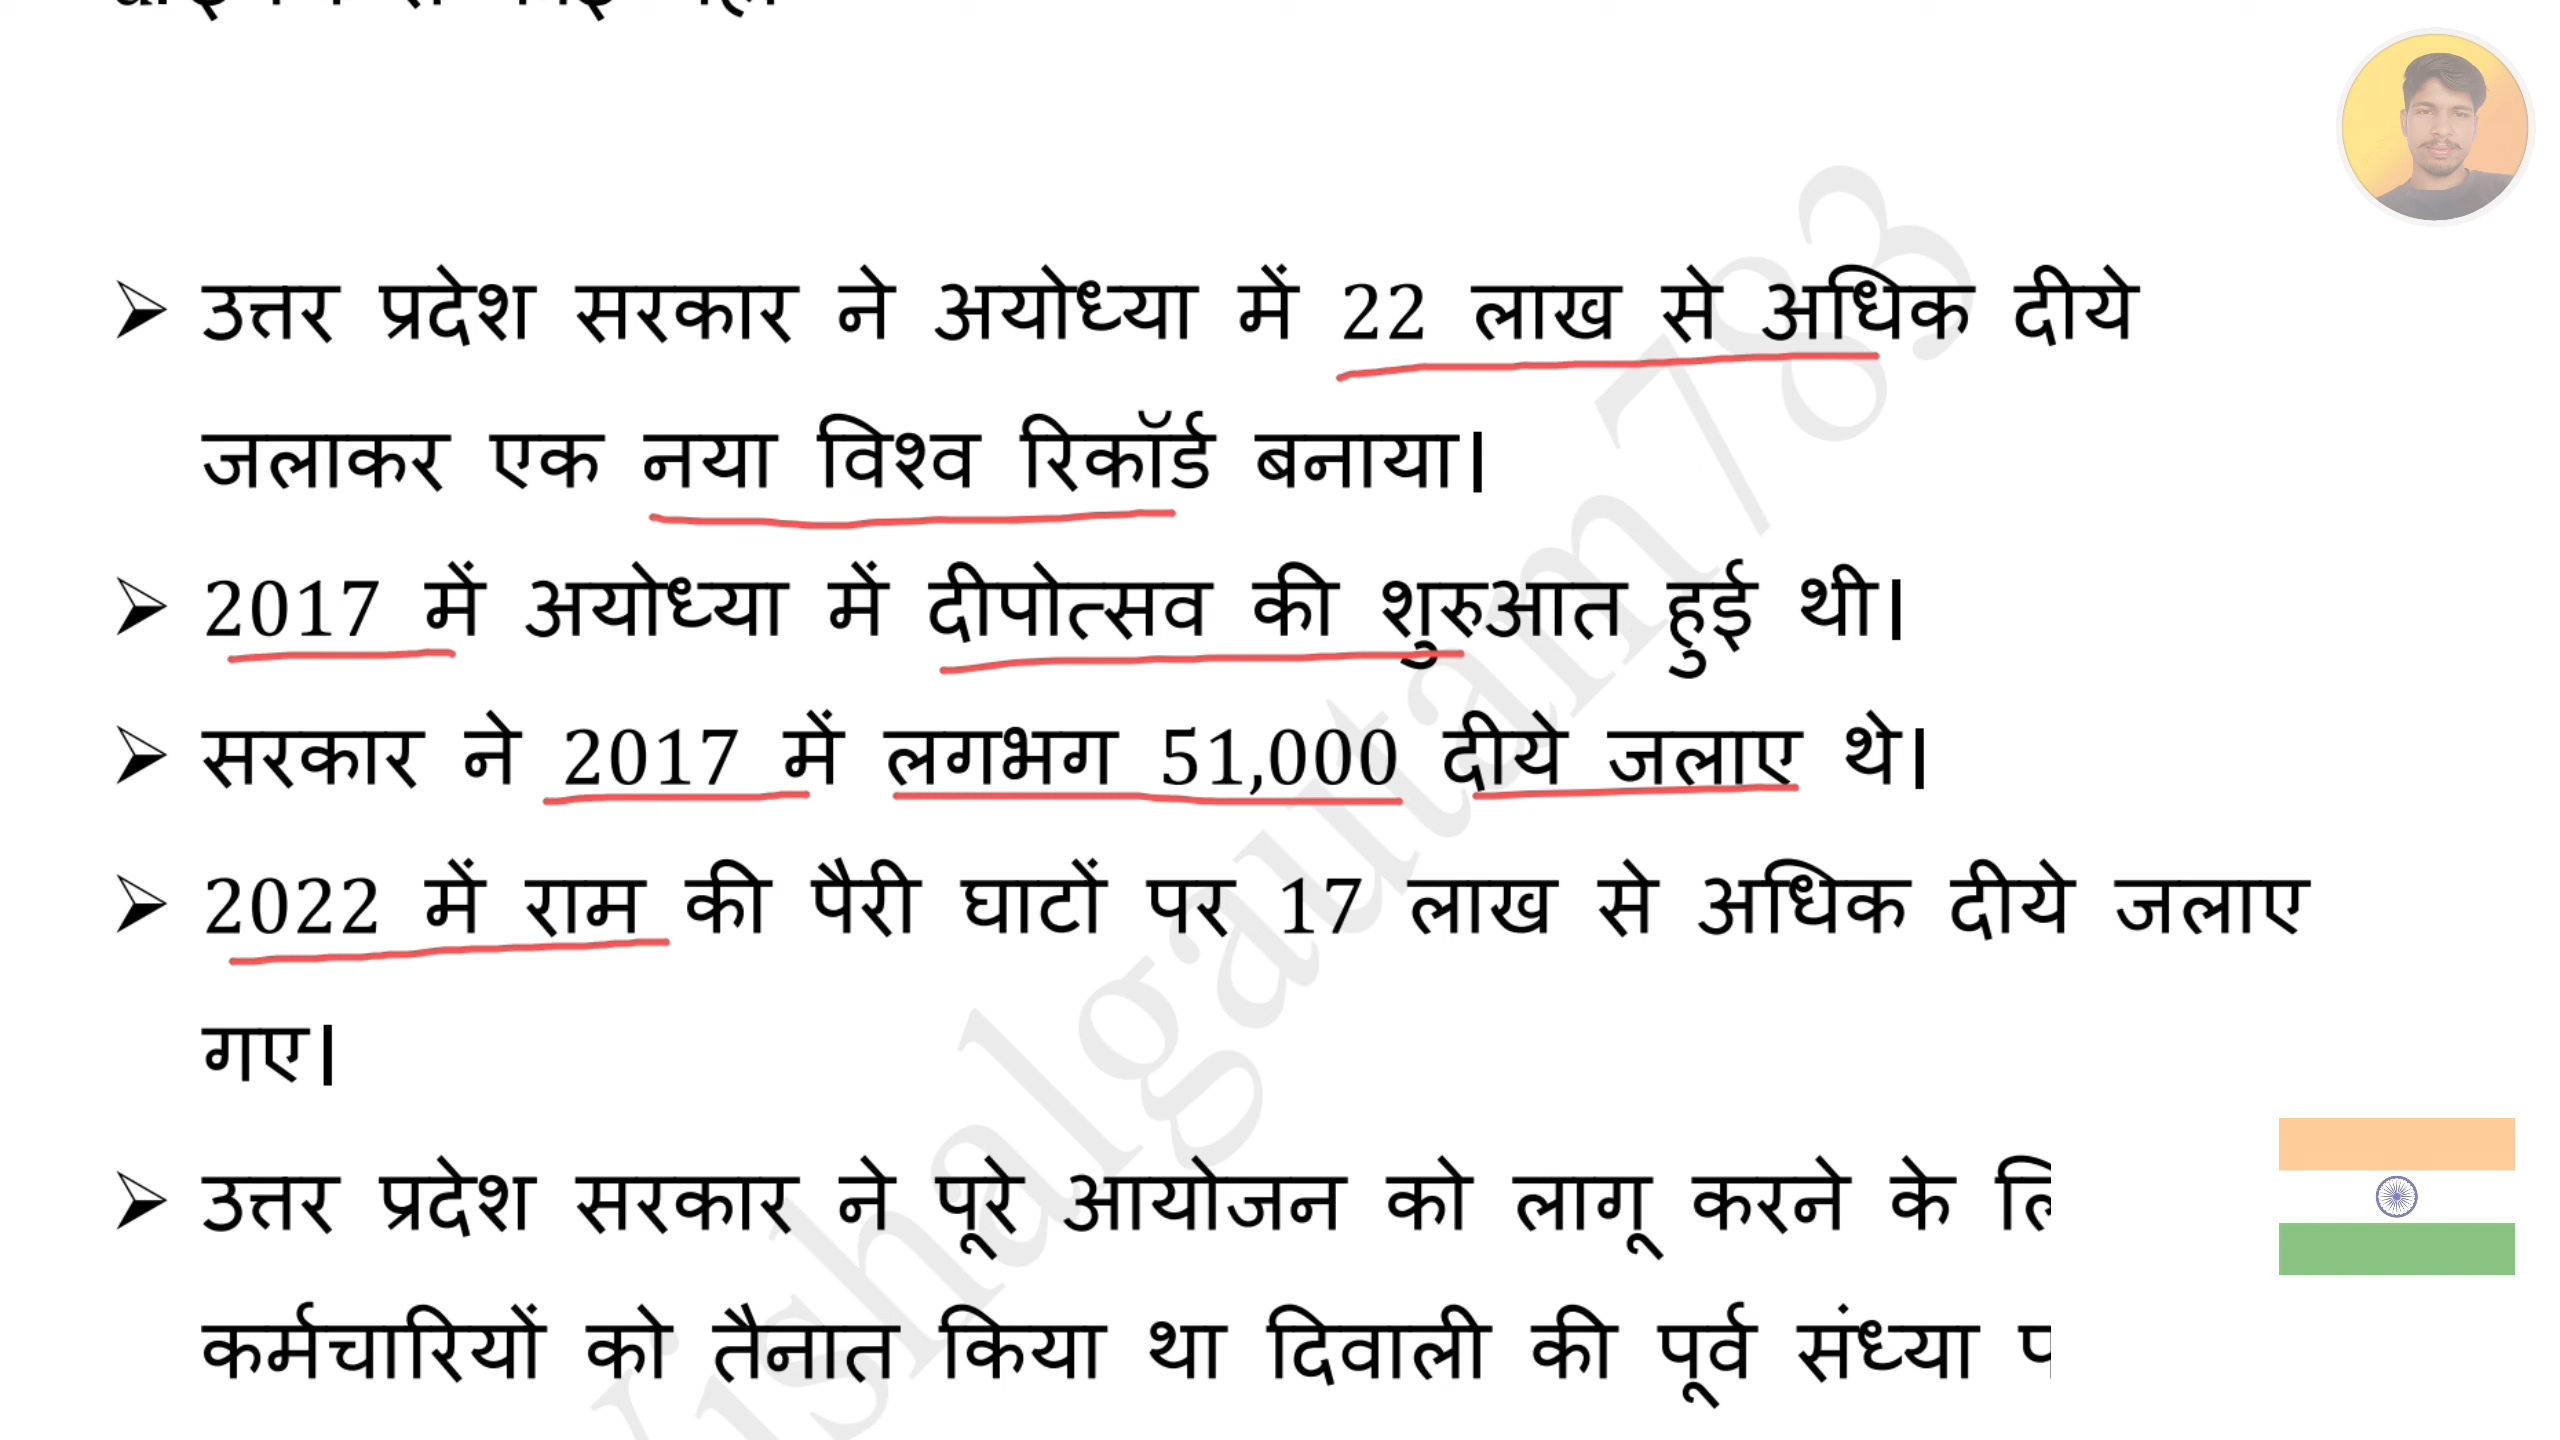 उत्तर प्रदेश सरकार ने अयोध्या में 22 लाख से अधिक दीये
जलाकर एक नया विश्व रिकॉर्ड बनाया।
2017 में अयोध्या में दीपोत्सव की शुरुआत हुई थी।
सरकार ने 2017 में लगभग 51,000 दीये जलाए थे।
2022 में राम की पैरी घाटों पर 17 लाख से अधिक दीये जलाए
गए।
उत्तर प्रदेश सरकार ने पूरे आयोजन को लागू करने के
कर्मचारियों को तैनात किया था दिवाली की पूर्व संध्या
vishalgautam783